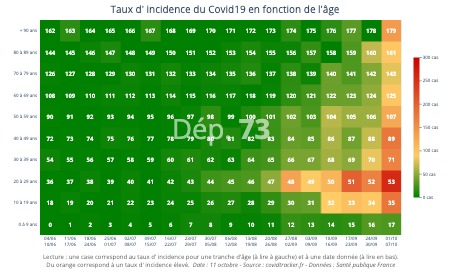 Taux d' incidence du Covid19 en fonction de l'âge
+ 90 ans 162 163 164 165 166 167 168 169 170 171 172 173 174 175 176 177 178 179
80 à 89 ans 144 145 146 147 148 149 150 151 152 153 154 155 156 157 158 159 160 161
70 à 79 ans 126 127 128 129 130 131 132 133 134 135 136 137 138 139 140 141 142 143
60 à 69 ans 108 109 110 111 112 113 114 115 116 117 118 119 120 121 122 123 124 125
50 à 59 ans 90 91 92 93 94 95 96 97 98 99 100 101 102 103 104 105 106 107
40 à 49 ans 72 73 74 75 76 77 78 79 80 81 82 83 84 85 86 87 88 89
30 à 39 ans 54 55 56 57 58 59 60 61 62 63 64 65 66 67 68 69 70 71
20 à 29 ans 36 37 38 39 40 41 42 43 44 45 46 47 48 49 50 51 52 53
10 à 19 ans 18 19 20 21 22 23 24 25 26 27 28 29 30 31 32 33 34 35
0 à 9 ans 0 1 2 3 4 5 6 7 8 9 10 11 12 13 14 15 16 17
Dép. 73
04/06 11/06 18/06 25/06 02/07 09/07 16/07 23/07 30/07 06/08 13/08 20/08 27/08 03/09 10/09 17/09 24/09 01/10
10/06 17/06 24/06 01/07 08/07 15/07 22/07 29/07 05/08 12/08 19/08 26/08 02/09 09/09 16/09 23/09 30/09 07/10
300 cas
250 cas
200 cas
150 cas
100 cas
50 cas
0 cas
Lecture : une case correspond au taux d' incidence pour une tranche d'âge (à lire à gauche) et à une date donnée (à lire en bas).
Du orange correspond à un taux d' incidence élevé. Date : 11 octobre - Source : covidtracker.fr - Données : Santé publique France